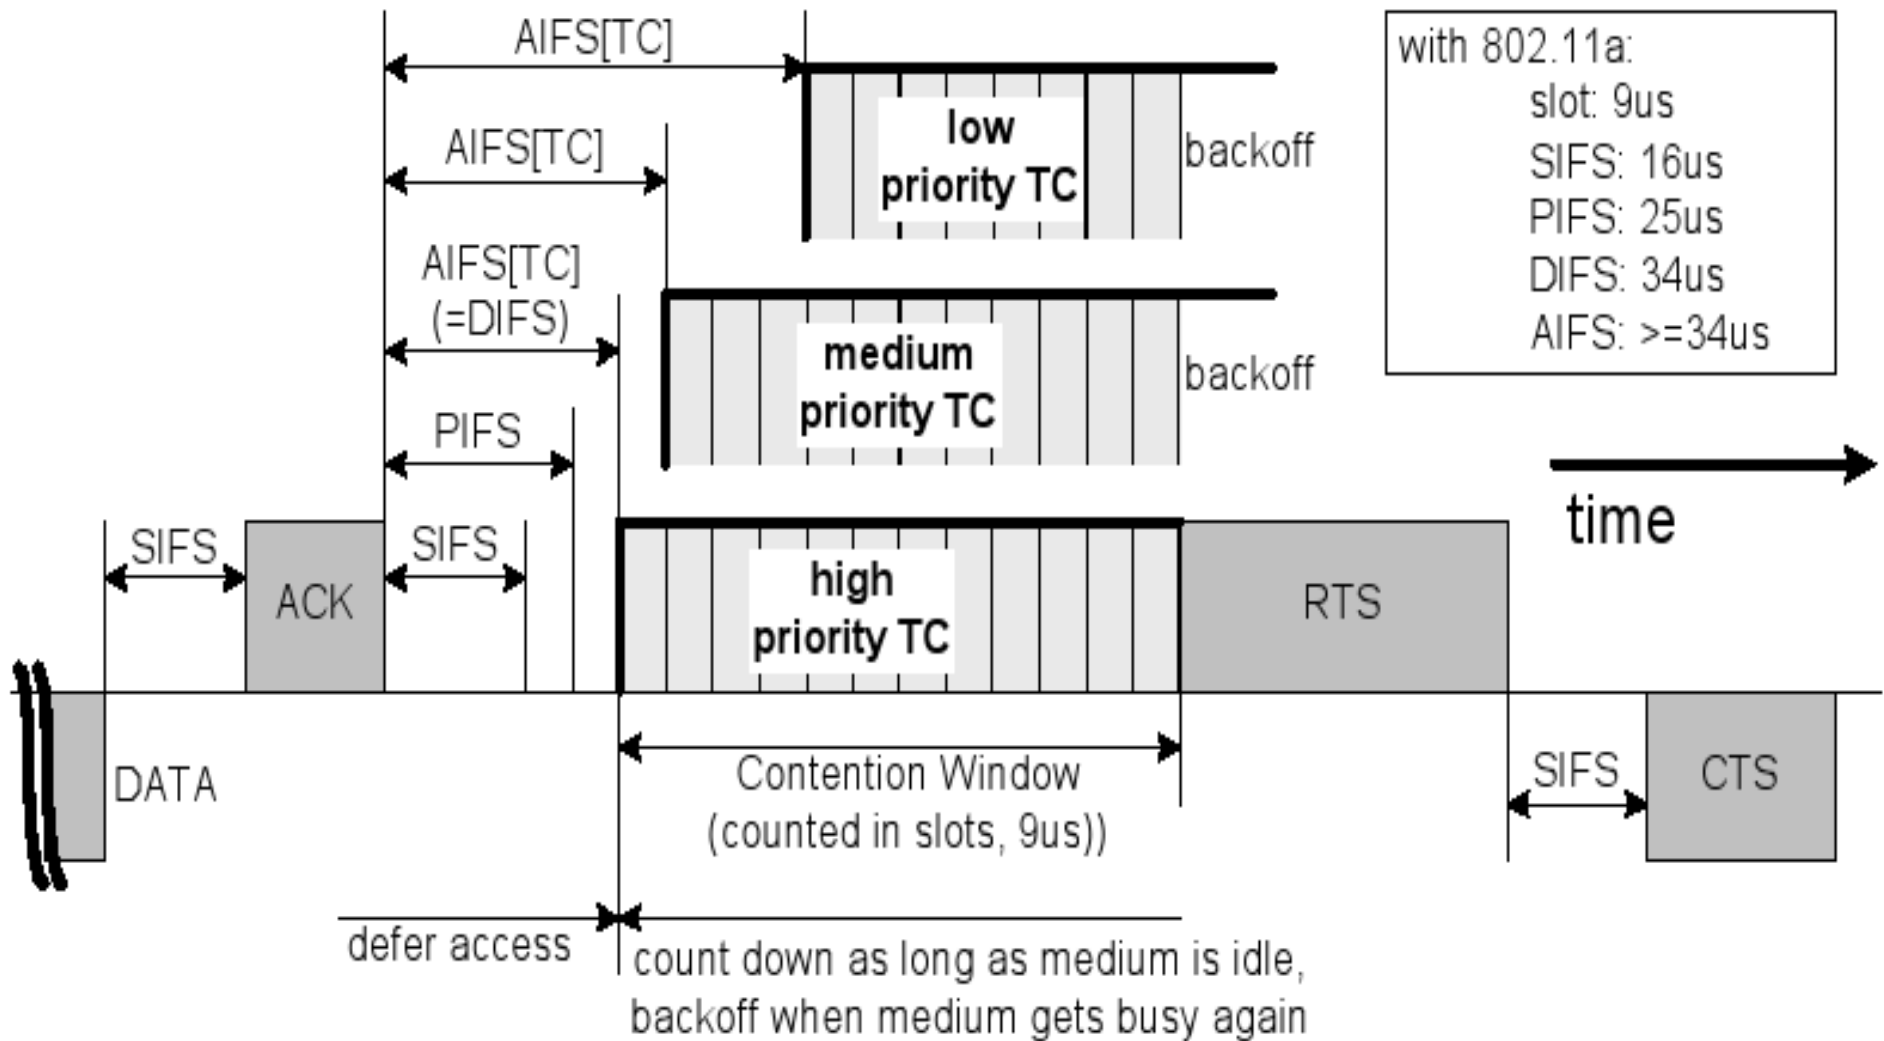 AIFS[TC]
AIFS[TC]
AIFS[TC]
(=DIFS)
PIFS
SIFS
SIFS
ACK
DATA
low
priority TC
backoff
medium
priority TC
backoff
high
priority TC
RTS
with 802.11a:
slot: 9us
SIFS: 16us
PIFS: 25us
DIFS: 34us
AIFS: >=34us
time
Contention Window
(counted in slots, 9us))
SIFS
CTS
defer access
count down as long as medium is idle,
backoff when medium gets busy again